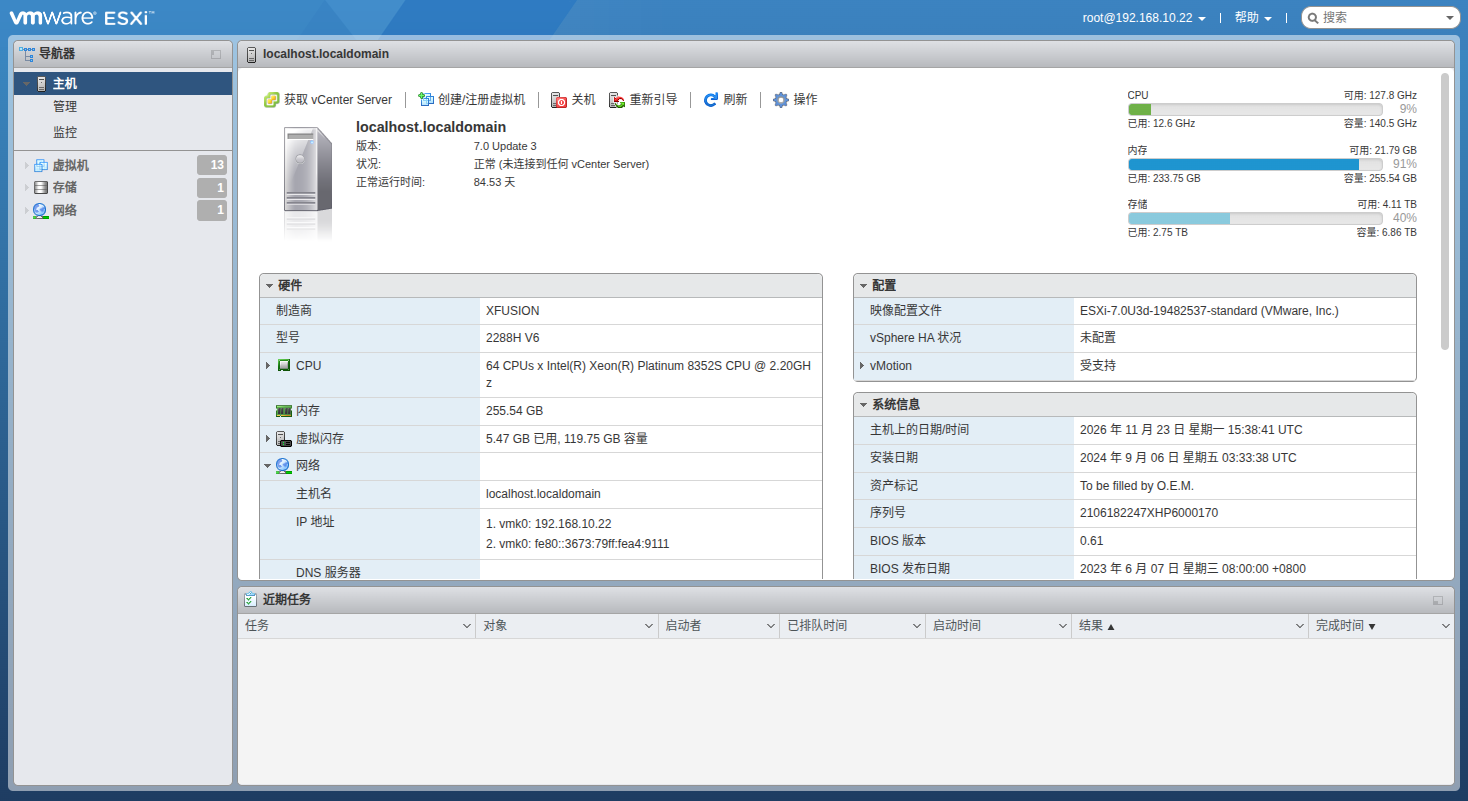 vmware ESXi™
root@192.168.10.22 | 帮助 | 搜索
导航器
主机
管理
监控
虚拟机 13
存储 1
网络 1
localhost.localdomain
获取 vCenter Server | 创建/注册虚拟机 | 关机 重新引导 | 刷新 | 操作
localhost.localdomain
版本: 7.0 Update 3
状况: 正常 (未连接到任何 vCenter Server)
正常运行时间: 84.53 天
CPU 可用: 127.8 GHz
9%
已用: 12.6 GHz 容量: 140.5 GHz
内存 可用: 21.79 GB
91%
已用: 233.75 GB 容量: 255.54 GB
存储 可用: 4.11 TB
40%
已用: 2.75 TB 容量: 6.86 TB
硬件
制造商 XFUSION
型号 2288H V6
CPU 64 CPUs x Intel(R) Xeon(R) Platinum 8352S CPU @ 2.20GH
z
内存 255.54 GB
虚拟闪存 5.47 GB 已用, 119.75 GB 容量
网络
主机名 localhost.localdomain
IP 地址 1. vmk0: 192.168.10.22
2. vmk0: fe80::3673:79ff:fea4:9111
DNS 服务器
配置
映像配置文件 ESXi-7.0U3d-19482537-standard (VMware, Inc.)
vSphere HA 状况 未配置
vMotion 受支持
系统信息
主机上的日期/时间 2026 年 11 月 23 日 星期一 15:38:41 UTC
安装日期 2024 年 9 月 06 日 星期五 03:33:38 UTC
资产标记 To be filled by O.E.M.
序列号 2106182247XHP6000170
BIOS 版本 0.61
BIOS 发布日期 2023 年 6 月 07 日 星期三 08:00:00 +0800
近期任务
任务 对象 启动者 已排队时间 启动时间 结果 ▲ 完成时间 ▼